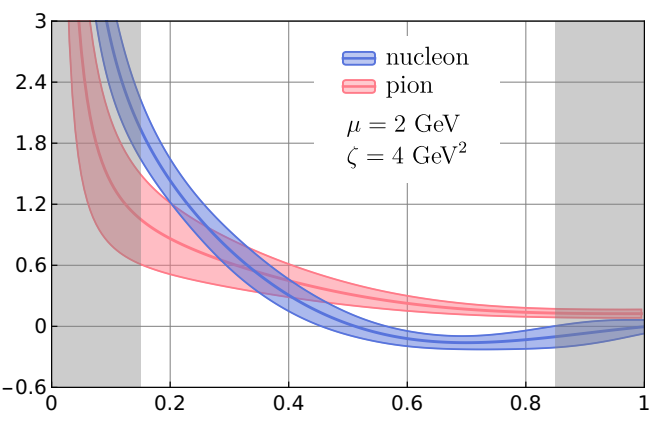 3
2.4
1.8
1.2
0.6
0
−0.6
nucleon
pion
μ = 2 GeV
ζ = 4 GeV²
0 0.2 0.4 0.6 0.8 1